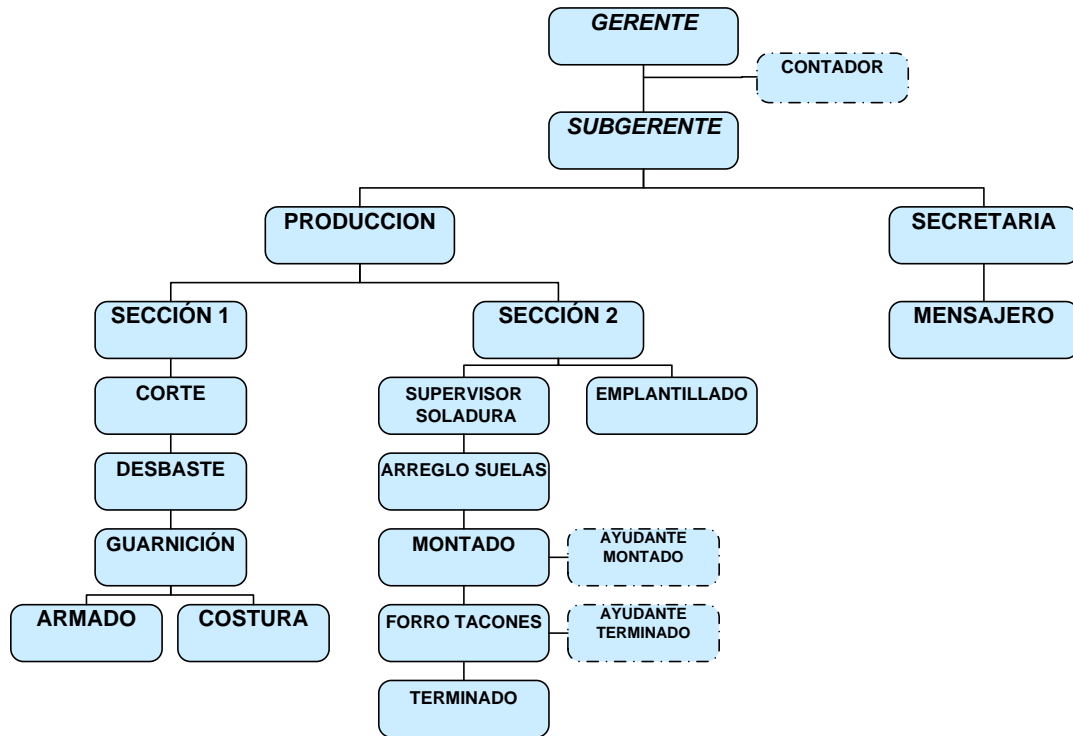 GERENTE
CONTADOR
SUBGERENTE
PRODUCCION
SECRETARIA
SECCIÓN 1
SECCIÓN 2
MENSAJERO
CORTE
SUPERVISOR
SOLADURA
EMPLANTILLADO
DESBASTE
ARREGLO SUELAS
GUARNICIÓN
MONTADO
AYUDANTE
MONTADO
ARMADO
COSTURA
FORRO TACONES
AYUDANTE
TERMINADO
TERMINADO